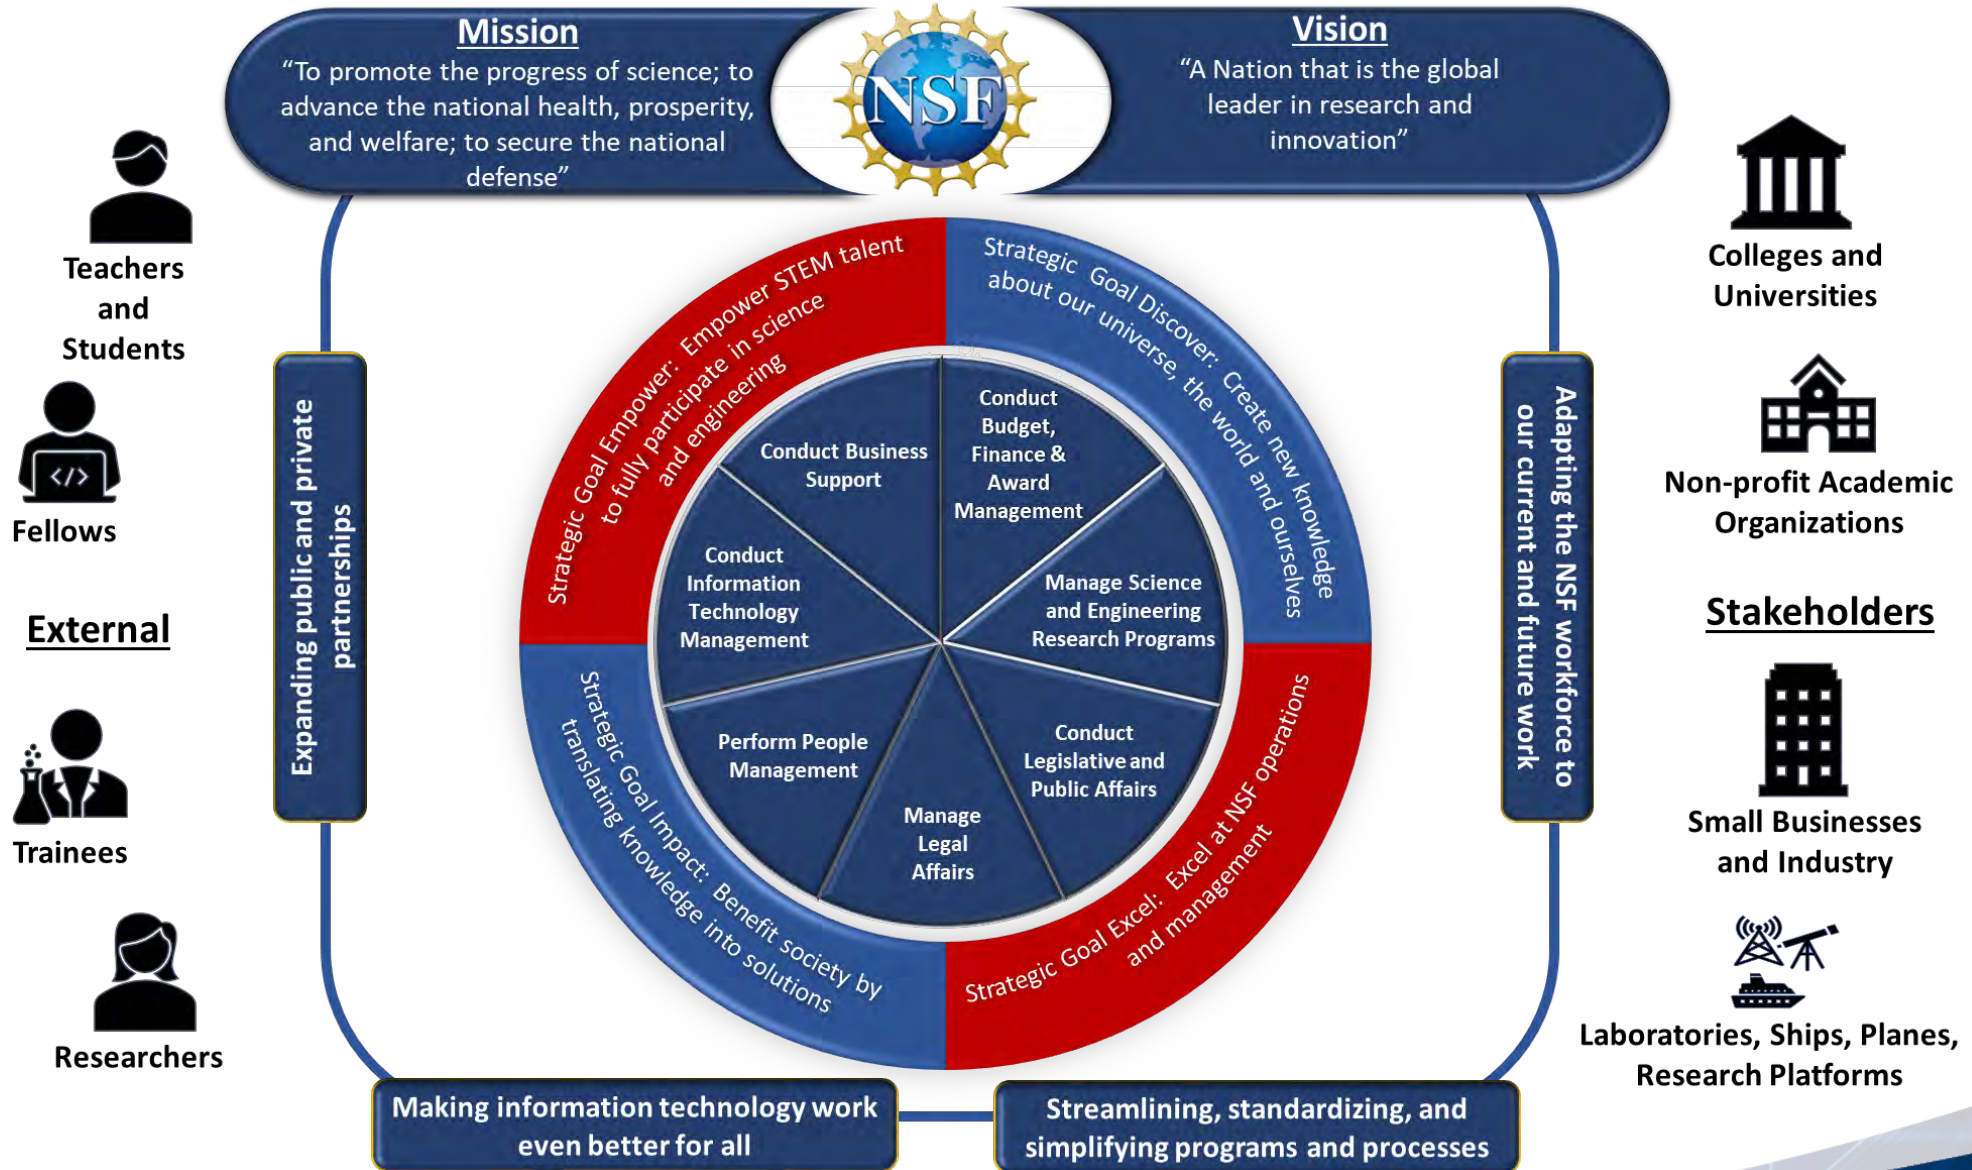 Mission
“To promote the progress of science; to
advance the national health, prosperity,
and welfare; to secure the national
defense”
NSF
Vision
“A Nation that is the global
leader in research and
innovation”
Teachers
and
Students
</>
Fellows
External
Trainees
Researchers
Expanding public and private
partnerships
Strategic Goal Empower: Empower STEM talent
to fully participate in science
and engineering
Strategic Goal Discover: Create new knowledge
about our universe, the world and ourselves
Strategic Goal Impact: Benefit society by
translating knowledge into solutions
Strategic Goal Excel: Excel at NSF operations
and management
Conduct Business
Support
Conduct
Budget,
Finance &
Award
Management
Conduct
Information
Technology
Management
Manage Science
and Engineering
Research Programs
Perform People
Management
Manage
Legal
Affairs
Conduct
Legislative and
Public Affairs
Adapting the NSF workforce to
our current and future work
Colleges and
Universities
Non-profit Academic
Organizations
Stakeholders
Small Businesses
and Industry
Laboratories, Ships, Planes,
Research Platforms
Making information technology work
even better for all
Streamlining, standardizing, and
simplifying programs and processes